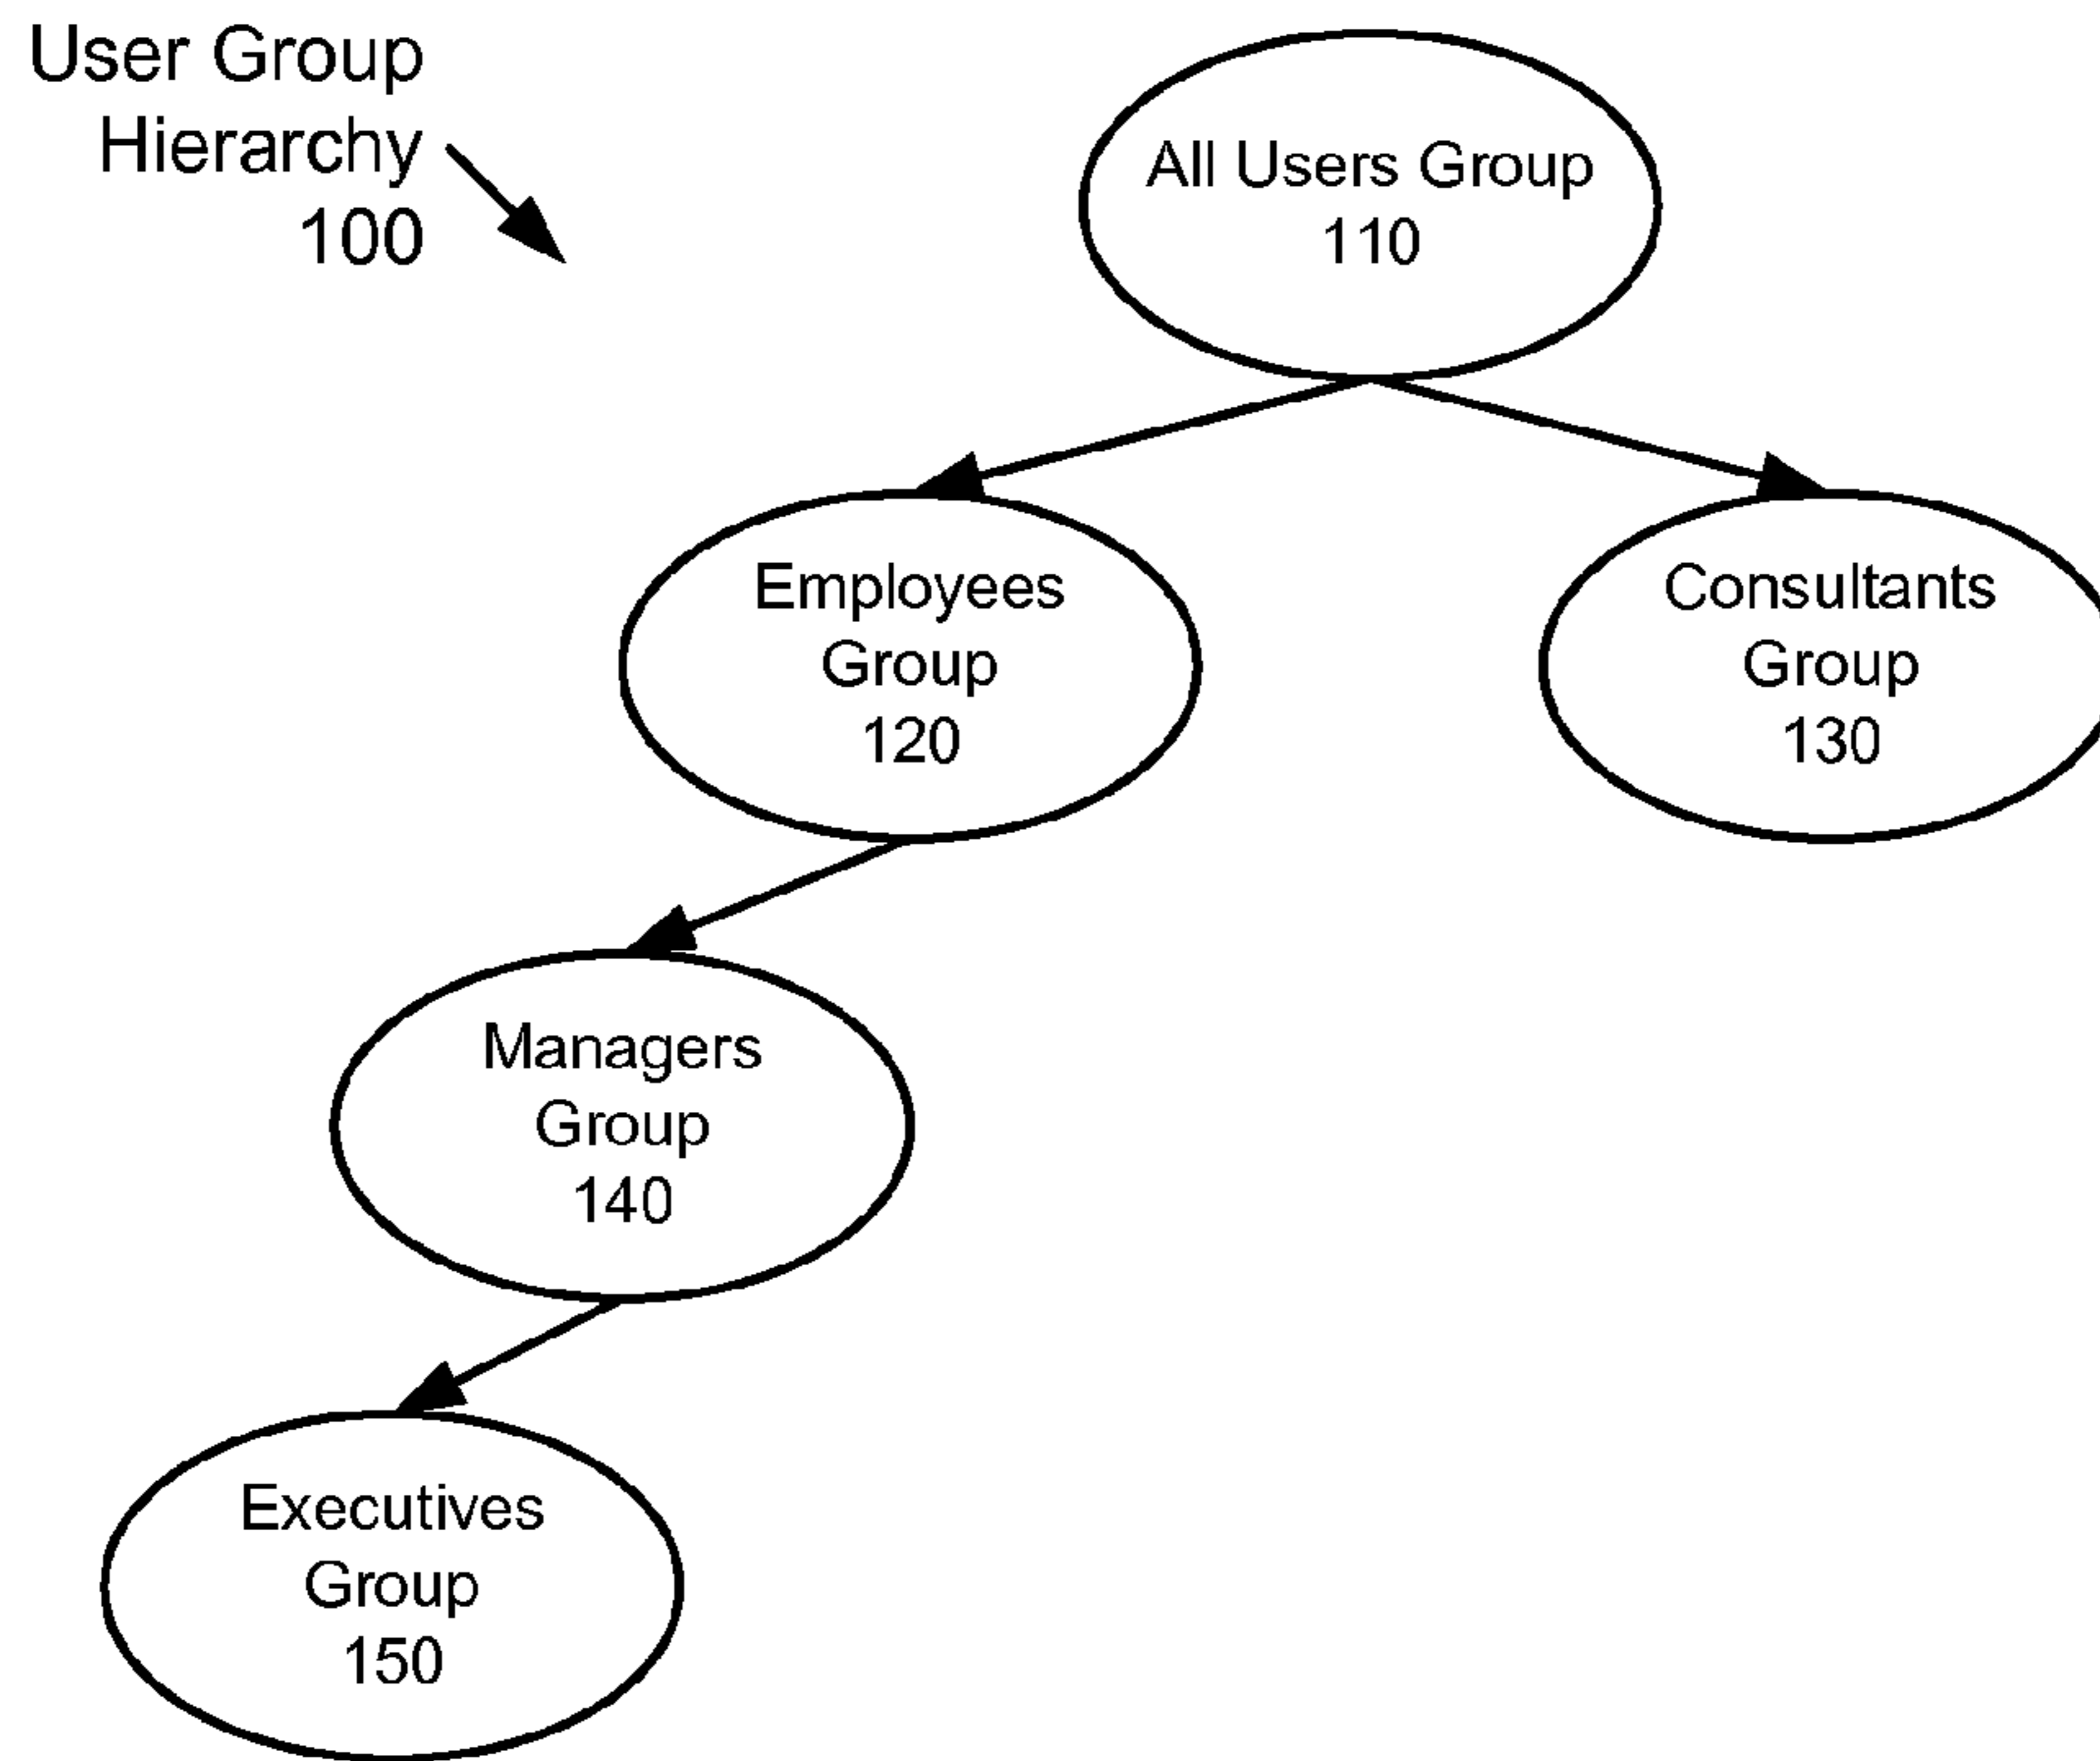 User Group
Hierarchy
100
All Users Group
110
Employees
Group
120
Consultants
Group
130
Managers
Group
140
Executives
Group
150